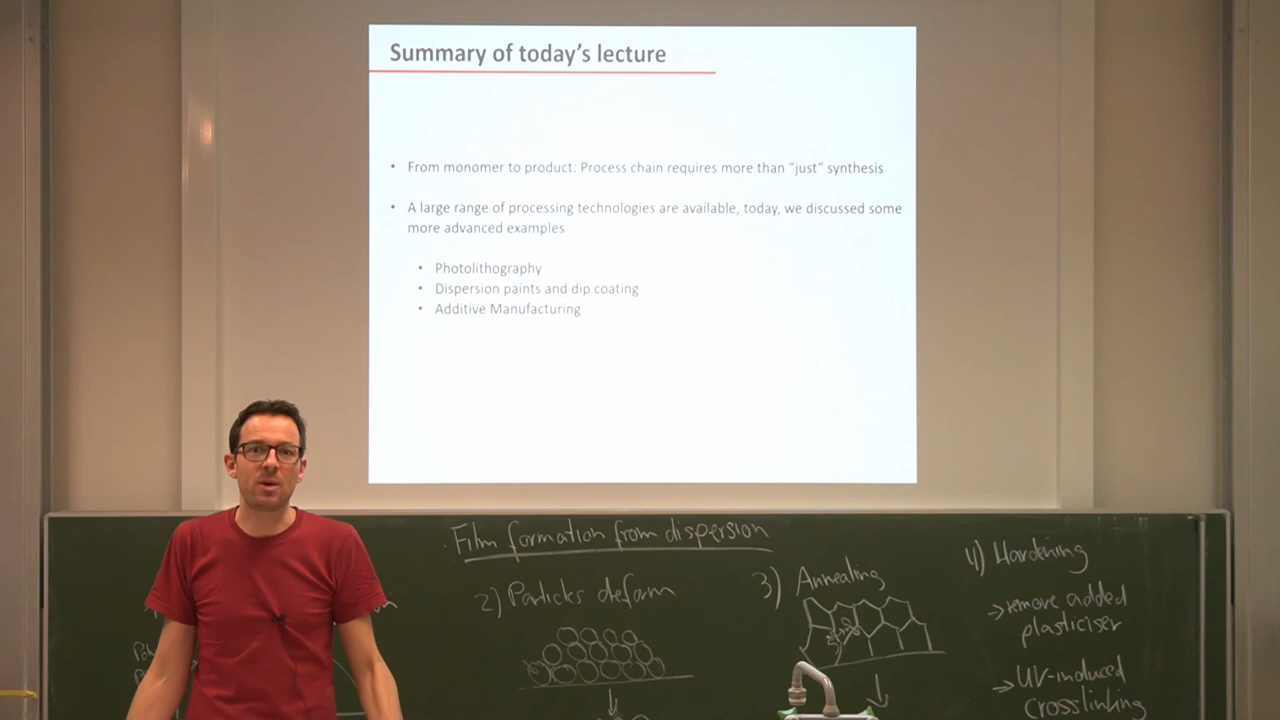 Summary of today's lecture
• From monomer to product: Process chain requires more than "just" synthesis
• A large range of processing technologies are available, today, we discussed some
more advanced examples
• Photolithography
• Dispersion paints and dip coating
• Additive Manufacturing
Film formation from dispersion
2) Particles deform
3) Annealing
4) Hardening
→ remove added
plasticiser
→ UV-induced
crosslinking